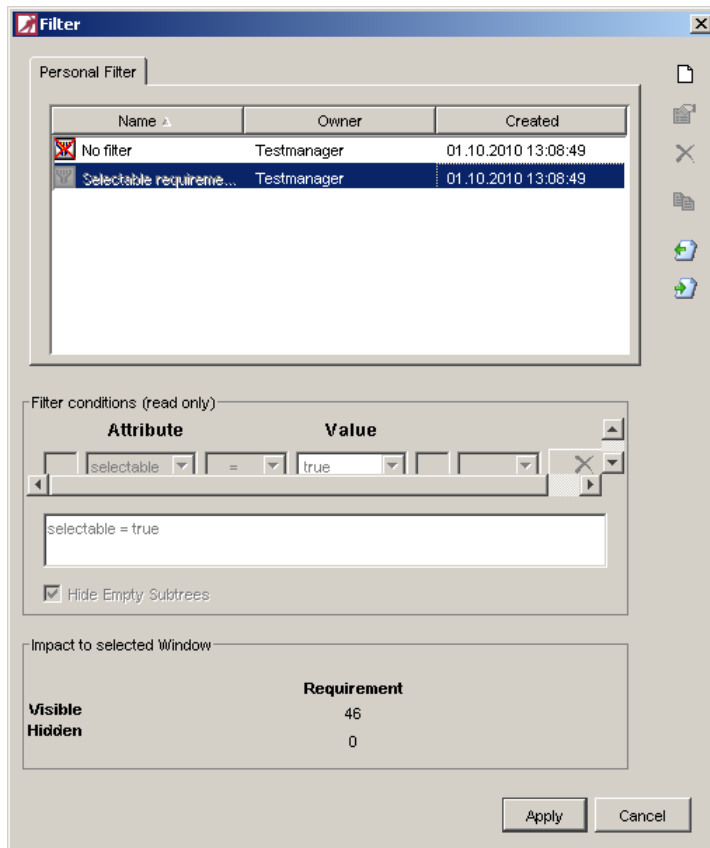 Filter
Personal Filter
Name Owner Created
No filter Testmanager 01.10.2010 13:08:49
Selectable requireme... Testmanager 01.10.2010 13:08:49
Filter conditions (read only)
Attribute Value
selectable = true
selectable = true
Hide Empty Subtrees
Impact to selected Window
Requirement
Visible 46
Hidden 0
Apply Cancel